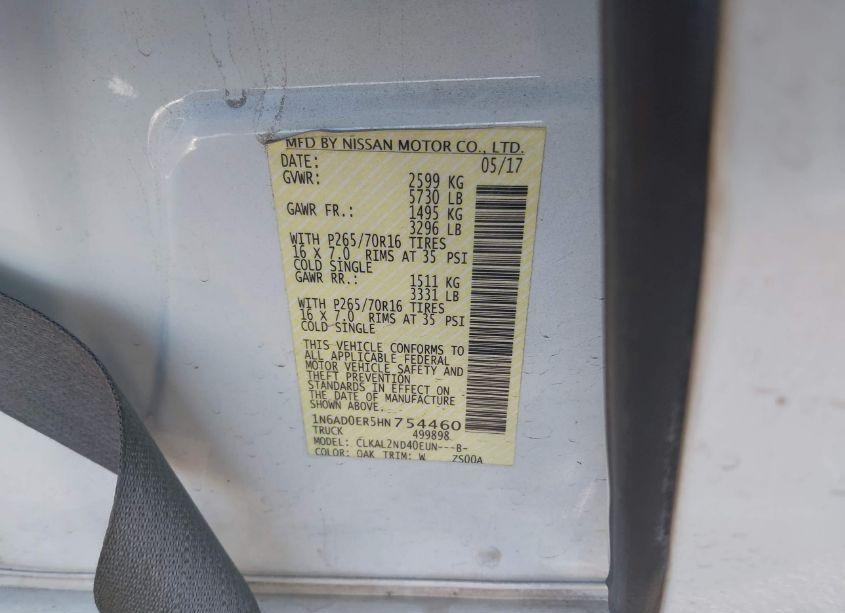 MFD BY NISSAN MOTOR CO., LTD.
DATE: 05/17
GVWR: 2599 KG
5730 LB
GAWR FR.: 1495 KG
3296 LB
WITH P265/70R16 TIRES
16 X 7.0 RIMS AT 35 PSI
COLD SINGLE
GAWR RR.: 1511 KG
3331 LB
WITH P265/70R16 TIRES
16 X 7.0 RIMS AT 35 PSI
COLD SINGLE
THIS VEHICLE CONFORMS TO
ALL APPLICABLE FEDERAL
MOTOR VEHICLE SAFETY AND
THEFT PREVENTION
STANDARDS IN EFFECT ON
THE DATE OF MANUFACTURE
SHOWN ABOVE.
1N6AD0ER5HN754460
TRUCK 499898
MODEL: CLKAL2ND40EUN---B-
COLOR: QAK TRIM: W ZS00A